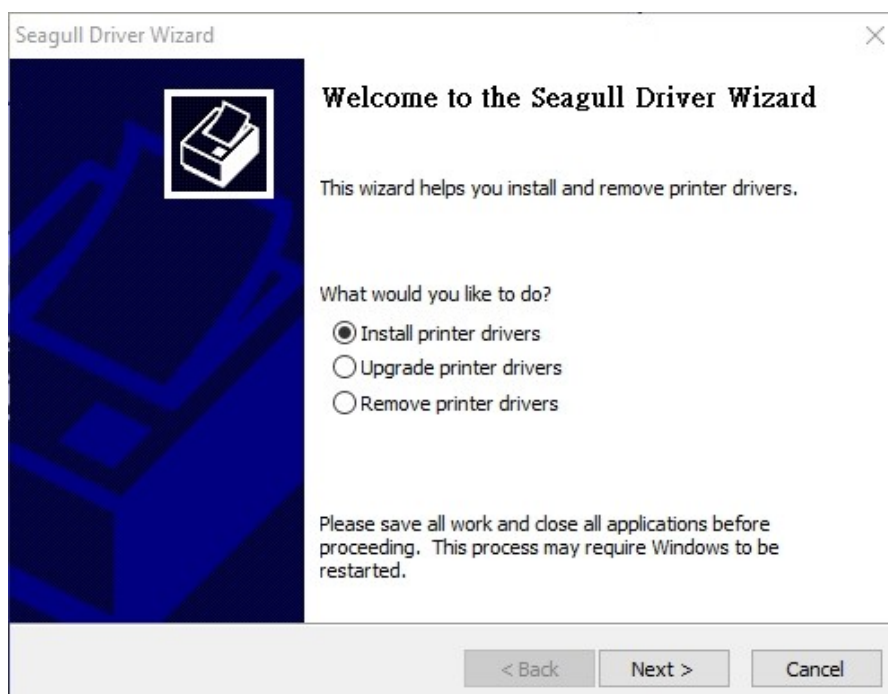 Seagull Driver Wizard
Welcome to the Seagull Driver Wizard
This wizard helps you install and remove printer drivers.
What would you like to do?
Install printer drivers
Upgrade printer drivers
Remove printer drivers
Please save all work and close all applications before
proceeding.  This process may require Windows to be
restarted.
< Back
Next >
Cancel